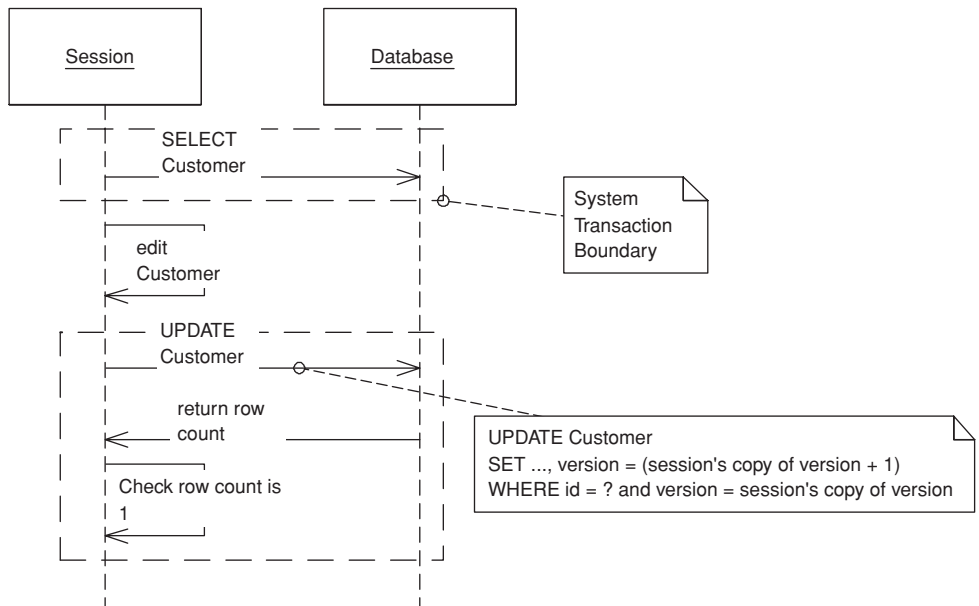 Session
Database
SELECT
Customer
System
Transaction
Boundary
edit
Customer
UPDATE
Customer
return row
count
UPDATE Customer
SET ..., version = (session's copy of version + 1)
WHERE id = ? and version = session's copy of version
Check row count is
1